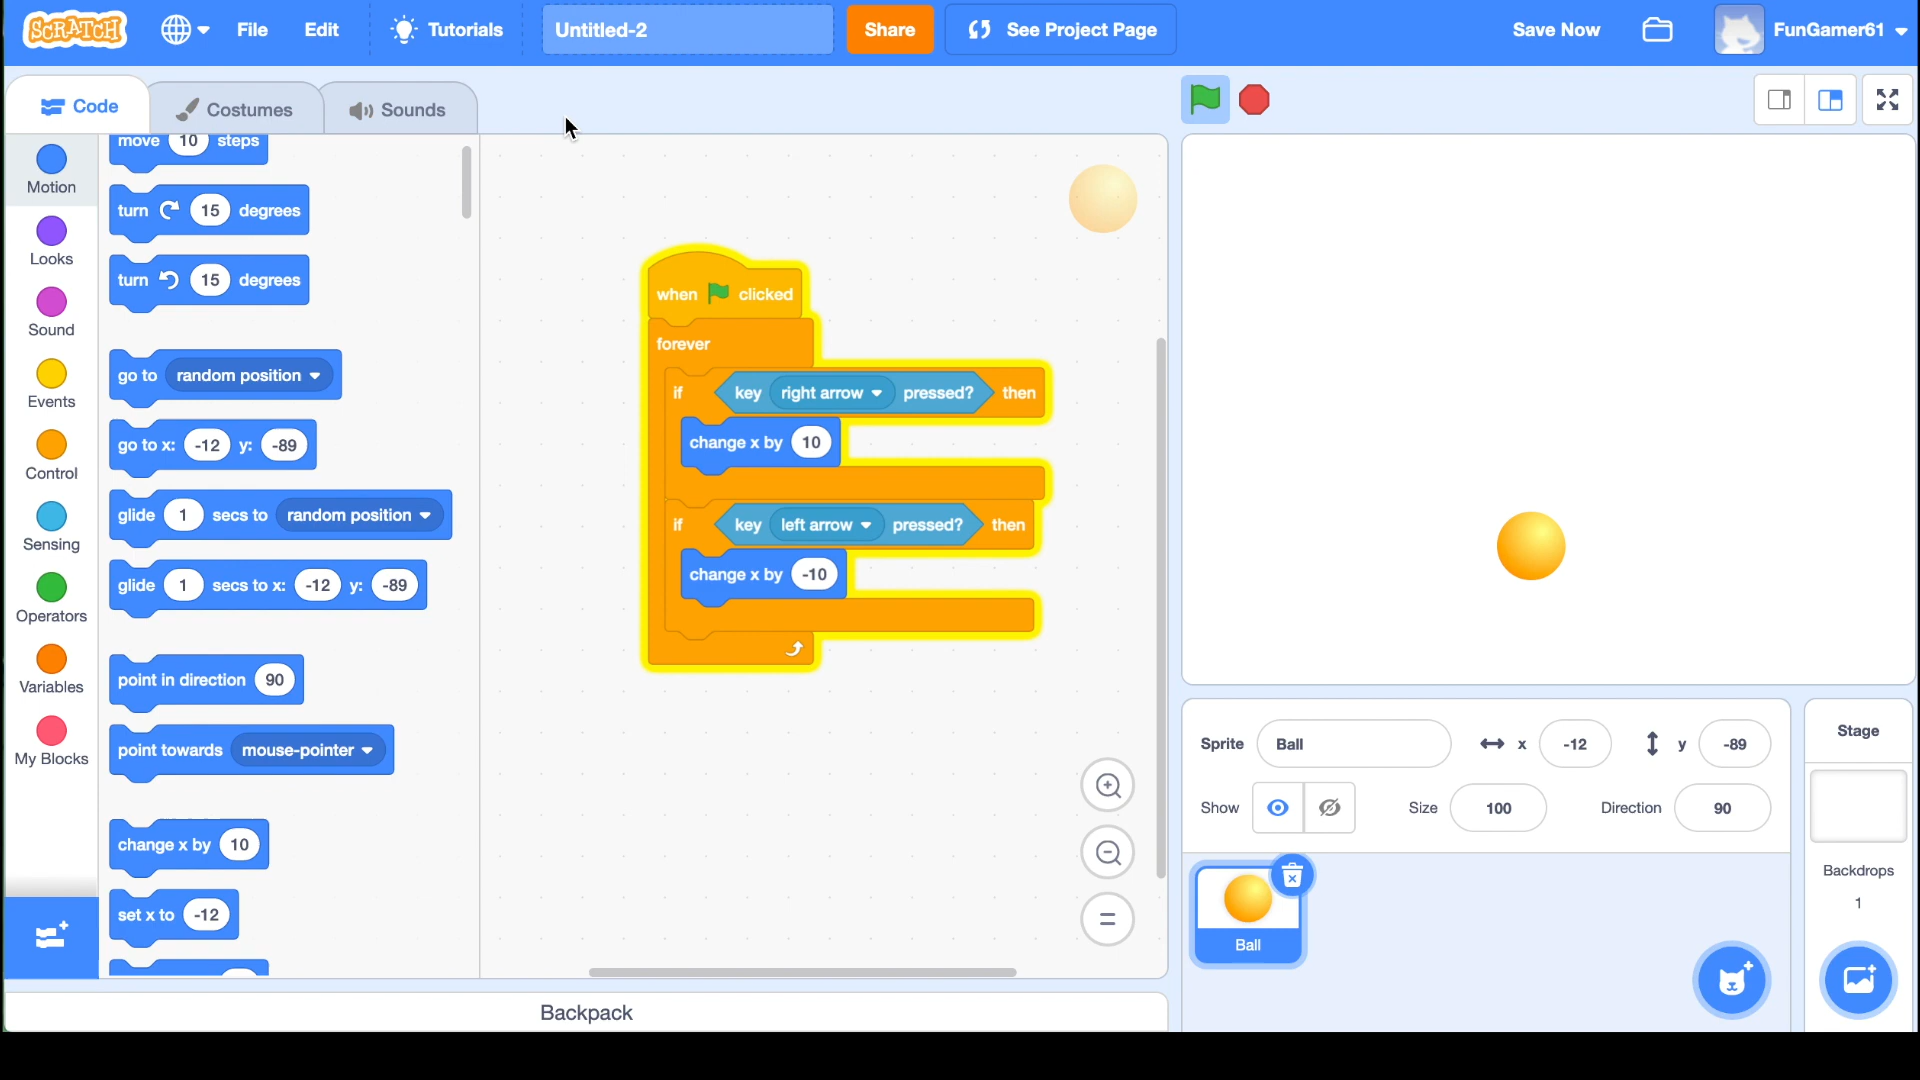 SCRATCH File Edit Tutorials Untitled-2 Share See Project Page Save Now FunGamer61
Code Costumes Sounds
Motion
Looks
Sound
Events
Control
Sensing
Operators
Variables
My Blocks
move 10 steps
turn 15 degrees
turn 15 degrees
go to random position
go to x: -12 y: -89
glide 1 secs to random position
glide 1 secs to x: -12 y: -89
point in direction 90
point towards mouse-pointer
change x by 10
set x to -12
when clicked
forever
if key right arrow pressed? then
change x by 10
if key left arrow pressed? then
change x by -10
Backpack
Sprite Ball x -12 y -89
Show Size 100 Direction 90
Ball
Stage
Backdrops
1